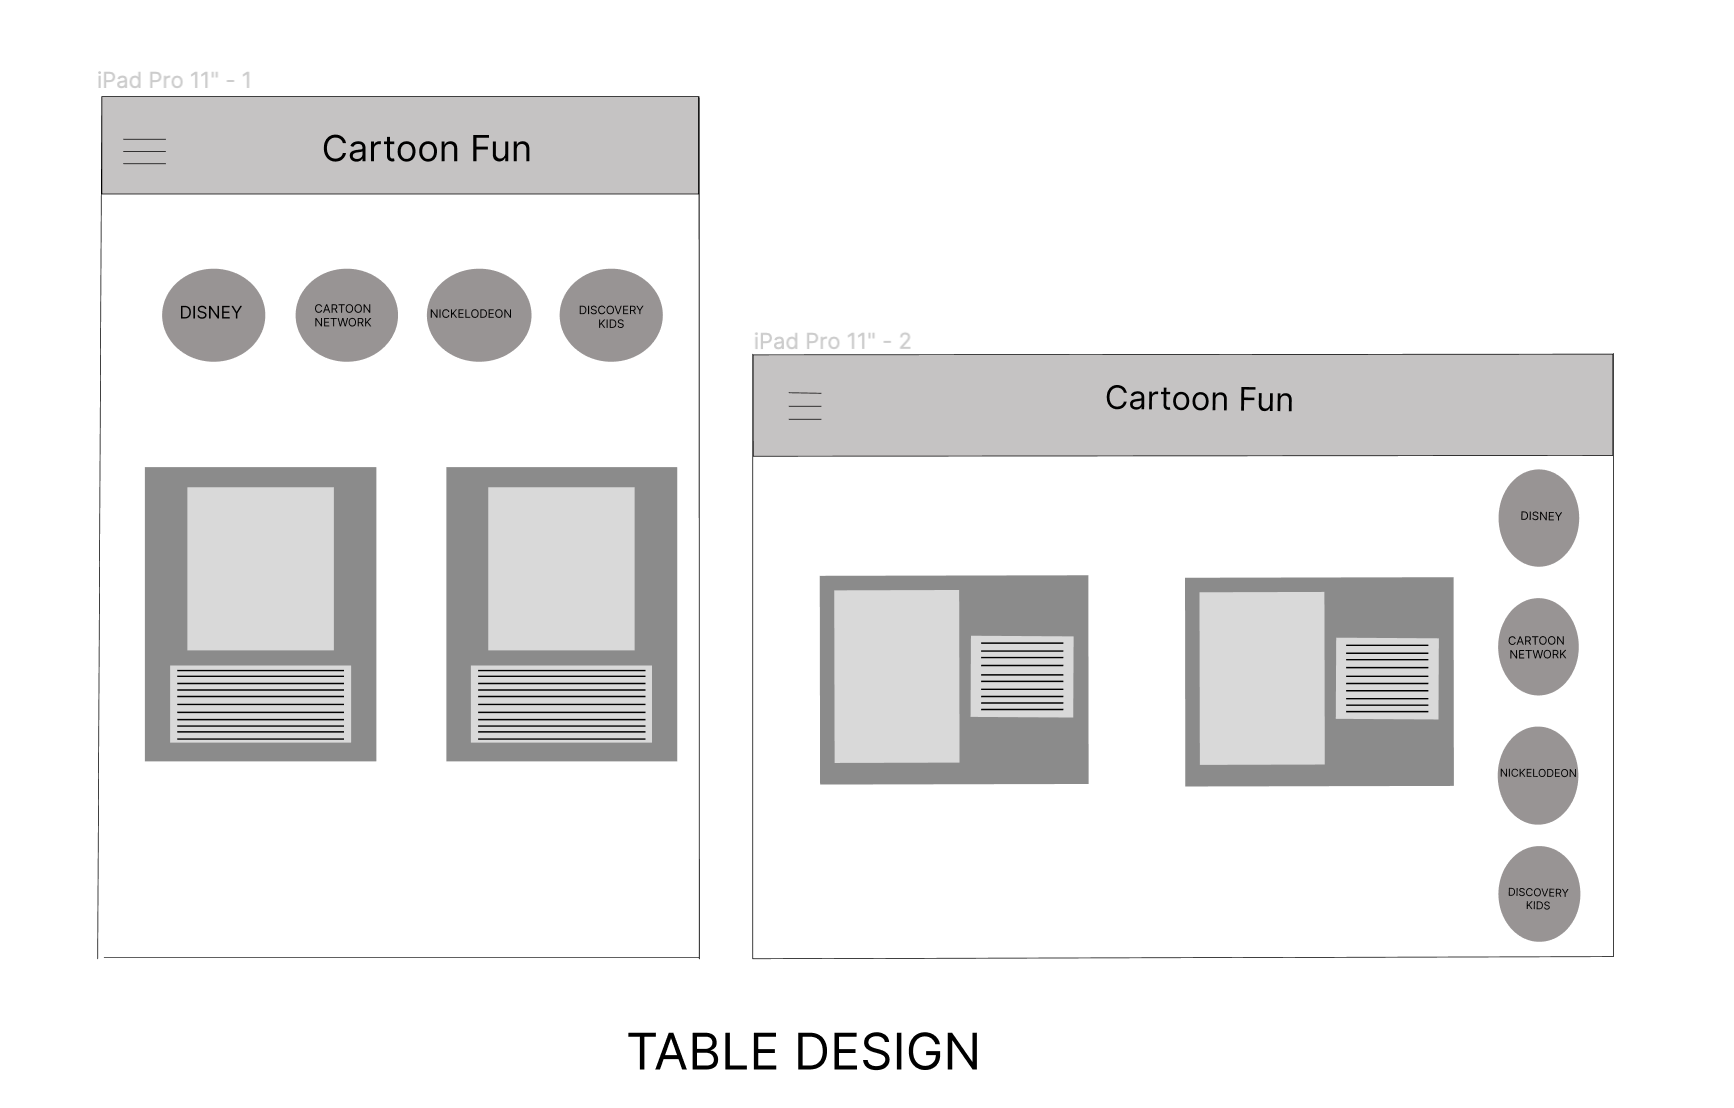 iPad Pro 11" - 1
Cartoon Fun
DISNEY
CARTOON
NETWORK
NICKELODEON
DISCOVERY
KIDS
iPad Pro 11" - 2
Cartoon Fun
DISNEY
CARTOON
NETWORK
NICKELODEON
DISCOVERY
KIDS
TABLE DESIGN